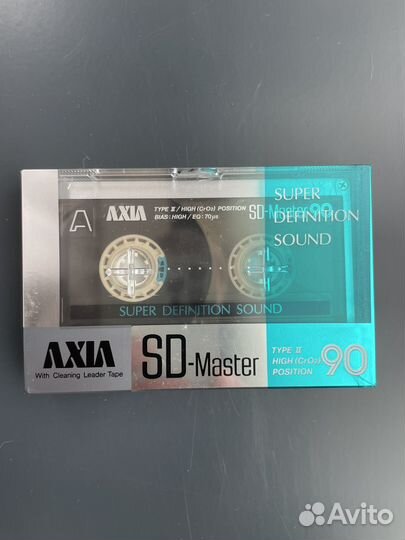 A
AXIA
TYPE II / HIGH (CrO₂) POSITION
BIAS: HIGH / EQ: 70µs
SD-Master 90
SUPER
DEFINITION
SOUND
SUPER DEFINITION SOUND
AXIA
With Cleaning Leader Tape
SD-Master
TYPE II
HIGH (CrO₂)
POSITION
90
Avito